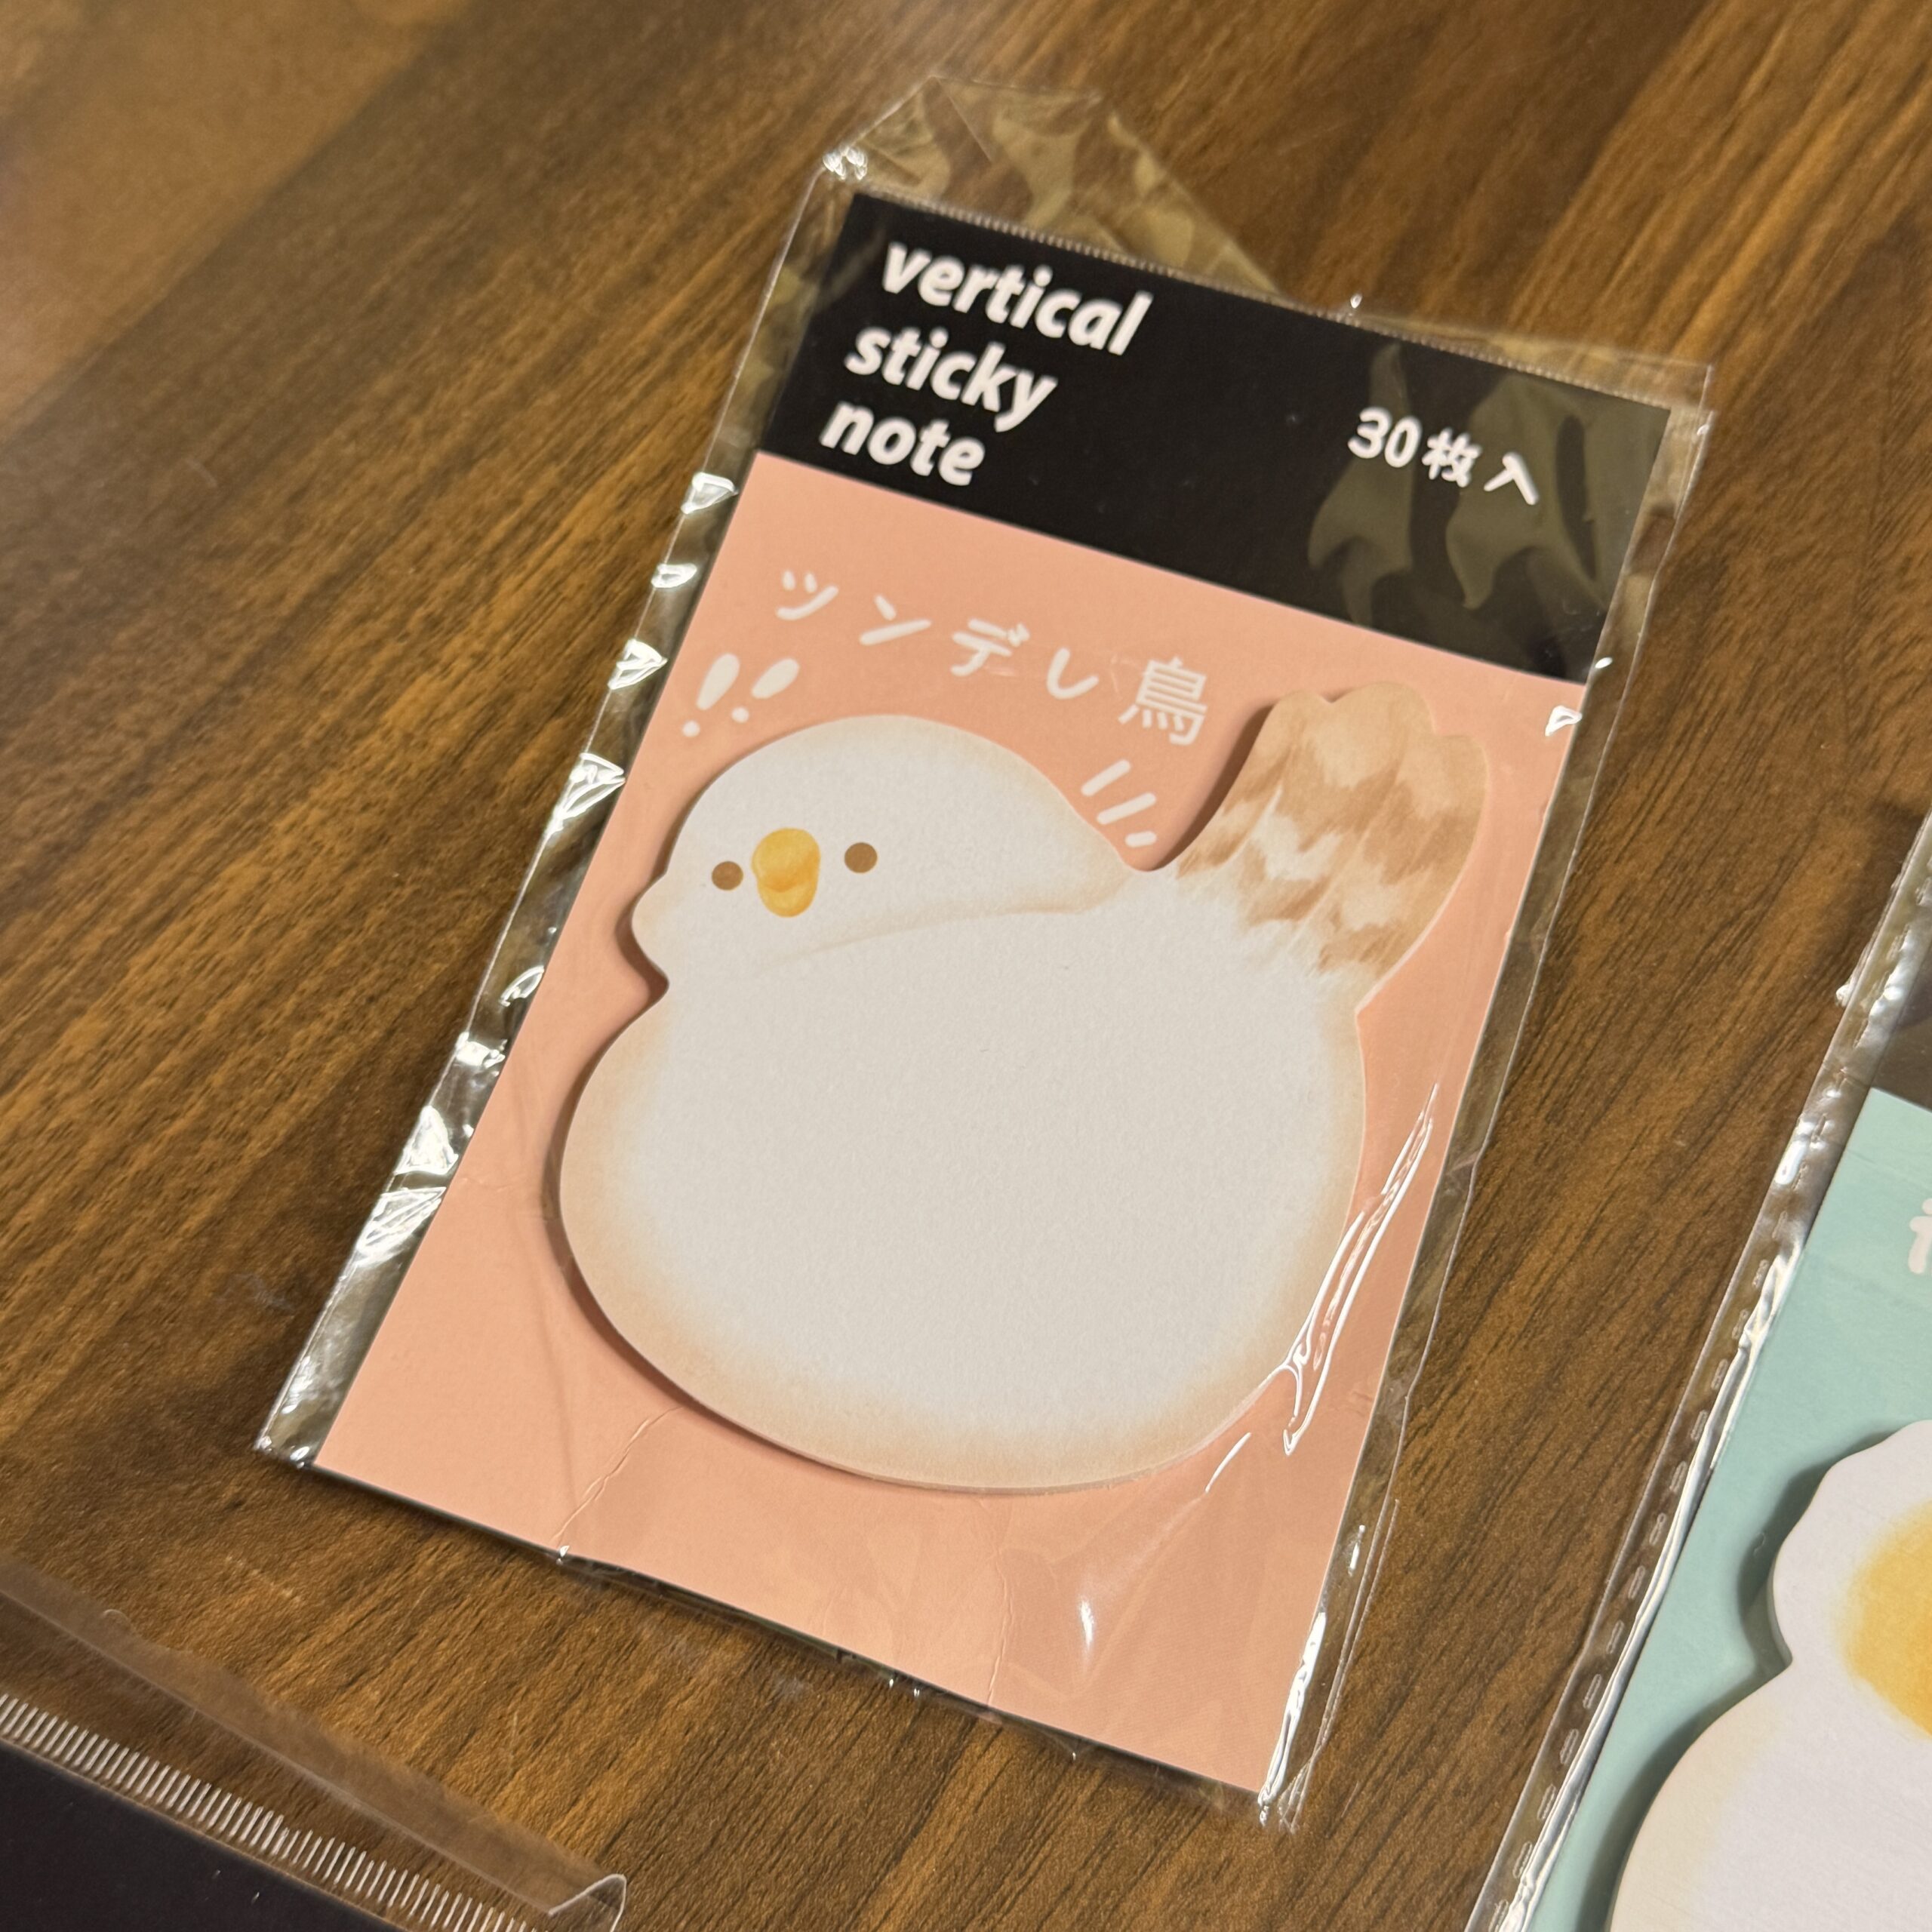 vertical
sticky
note
30枚入
ツンデレ鳥
!!